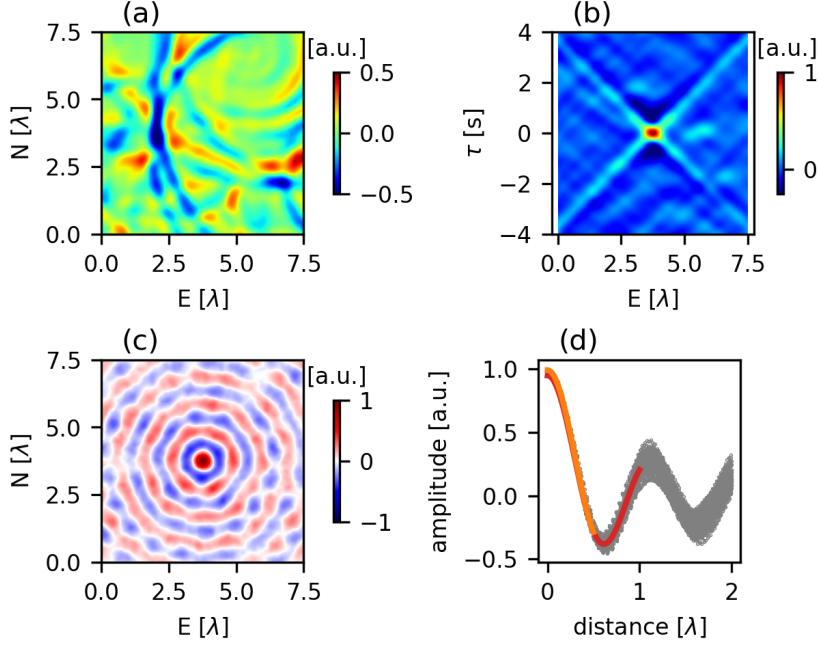 (a)
7.5
5.0
2.5
0.0
N [λ]
0.0 2.5 5.0 7.5
E [λ]
[a.u.]
0.5
0.0
−0.5
(b)
4
2
0
−2
−4
τ [s]
0.0 2.5 5.0 7.5
E [λ]
[a.u.]
1
0
(c)
7.5
5.0
2.5
0.0
N [λ]
0.0 2.5 5.0 7.5
E [λ]
[a.u.]
1
0
−1
(d)
1.0
0.5
0.0
−0.5
amplitude [a.u.]
0 1 2
distance [λ]